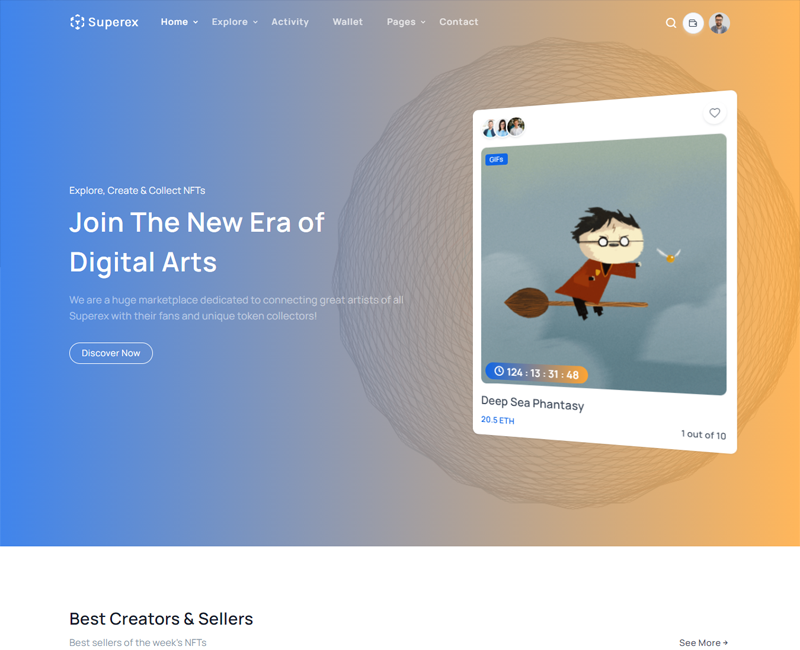 Superex
Home
Explore
Activity
Wallet
Pages
Contact
Explore, Create & Collect NFTs
Join The New Era of
Digital Arts
We are a huge marketplace dedicated to connecting great artists of all
Superex with their fans and unique token collectors!
Discover Now
GIFs
124 : 13 : 31 : 48
Deep Sea Phantasy
20.5 ETH
1 out of 10
Best Creators & Sellers
Best sellers of the week's NFTs
See More